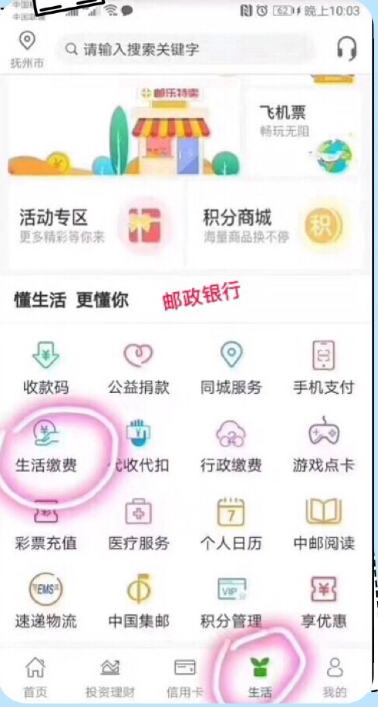 晚上10:03
抚州市
请输入搜索关键字
邮乐特卖
飞机票
畅玩无阻
活动专区
更多精彩等你来
积分商城
海量商品换不停
积
懂生活 更懂你
邮政银行
收款码 公益捐款 同城服务 手机支付
生活缴费 代收代扣 行政缴费 游戏点卡
7
彩票充值 医疗服务 个人日历 中邮阅读
EMS VIP
速递物流 中国集邮 积分管理 享优惠
首页 投资理财 信用卡 生活 我的